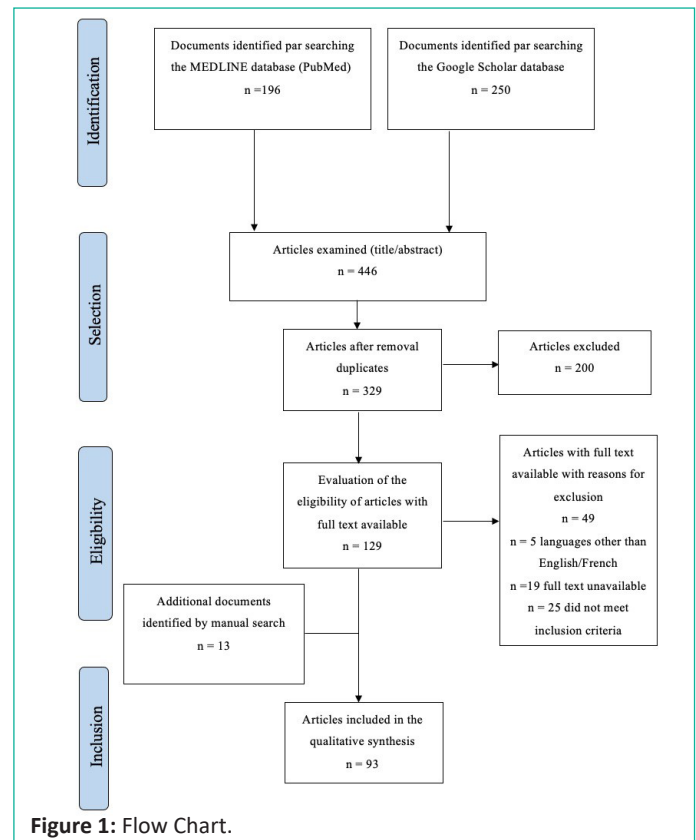 Identification
Documents identified par searching
the MEDLINE database (PubMed)
n =196
Documents identified par searching
the Google Scholar database
n = 250
Selection
Articles examined (title/abstract)
n = 446
Articles after removal
duplicates
n = 329
Articles excluded
n = 200
Eligibility
Evaluation of the
eligibility of articles with
full text available
n = 129
Articles with full text
available with reasons for
exclusion
n = 49
n = 5 languages other than
English/French
n =19 full text unavailable
n = 25 did not meet
inclusion criteria
Additional documents
identified by manual search
n = 13
Inclusion
Articles included in the
qualitative synthesis
n = 93
Figure 1: Flow Chart.